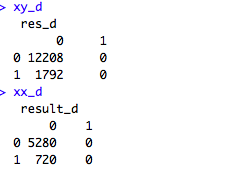 > xy_d
res_d
0 1
0 12208 0
1 1792 0
> xx_d
result_d
0 1
0 5280 0
1 720 0